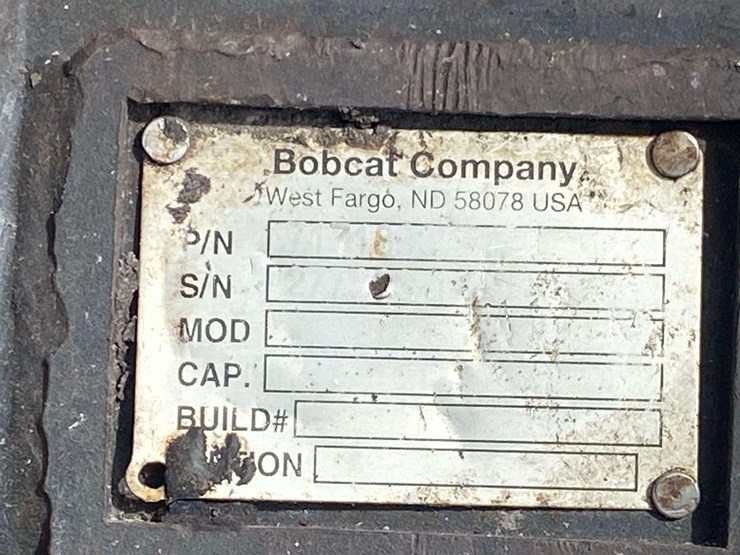 Bobcat Company
West Fargo, ND 58078 USA
P/N
S/N
MOD
CAP.
BUILD#